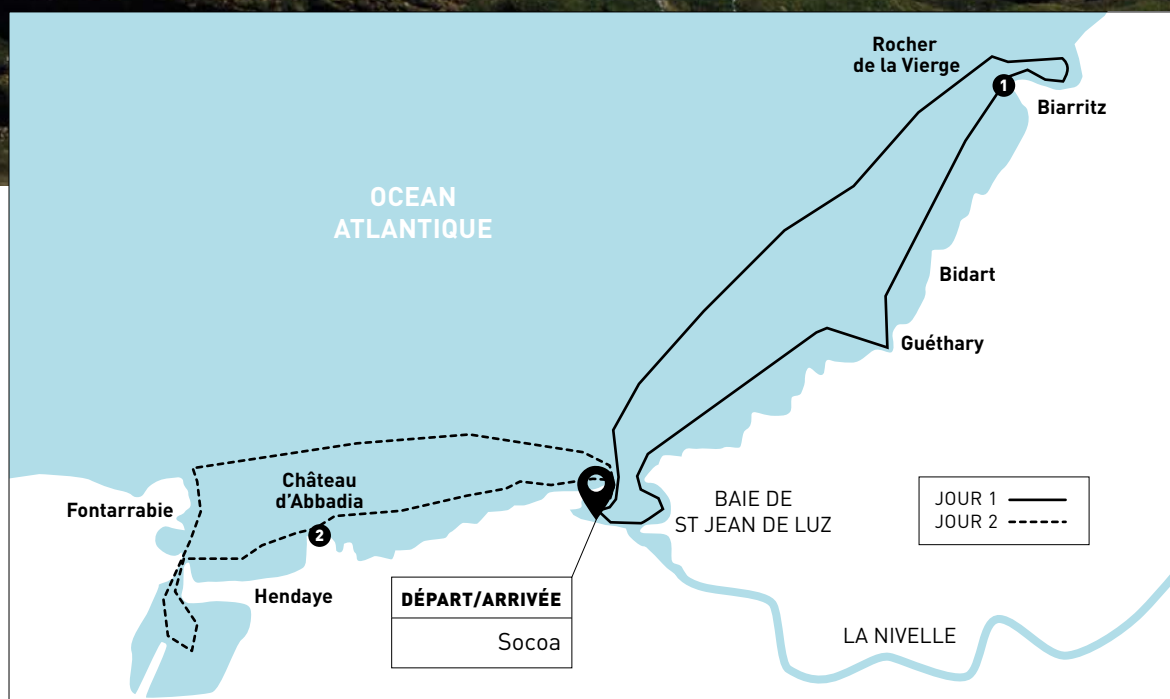 Rocher
de la Vierge
1
Biarritz
OCEAN
ATLANTIQUE
Bidart
Guéthary
Château
d'Abbadia
Fontarrabie
2
Hendaye
BAIE DE
ST JEAN DE LUZ
JOUR 1
JOUR 2
DÉPART/ARRIVÉE
Socoa
LA NIVELLE